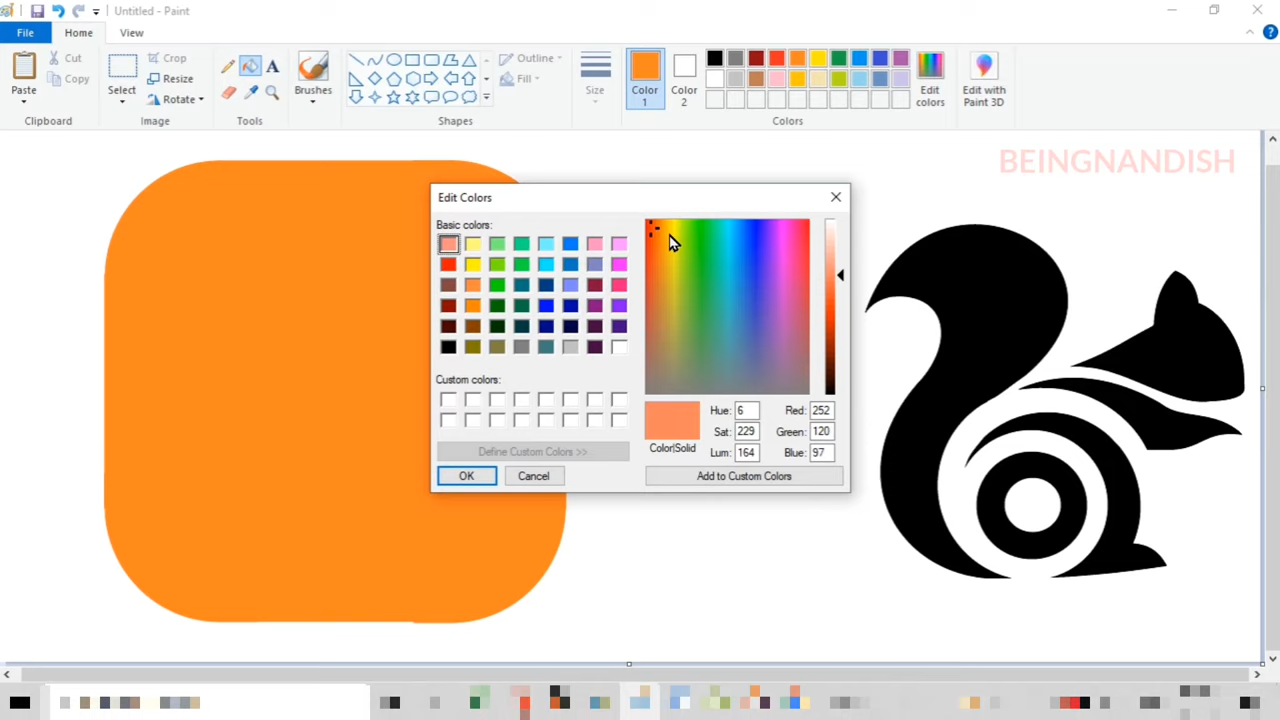 Untitled - Paint
File
Home
View
Paste
Cut
Copy
Clipboard
Select
Crop
Resize
Rotate
Image
Tools
Brushes
Shapes
Outline
Fill
Size
Color 1
Color 2
Edit colors
Colors
Edit with Paint 3D
BEINGNANDISH
Edit Colors
Basic colors:
Custom colors:
Define Custom Colors >>
OK
Cancel
Color|Solid
Hue: 6
Sat: 229
Lum: 164
Red: 252
Green: 120
Blue: 97
Add to Custom Colors